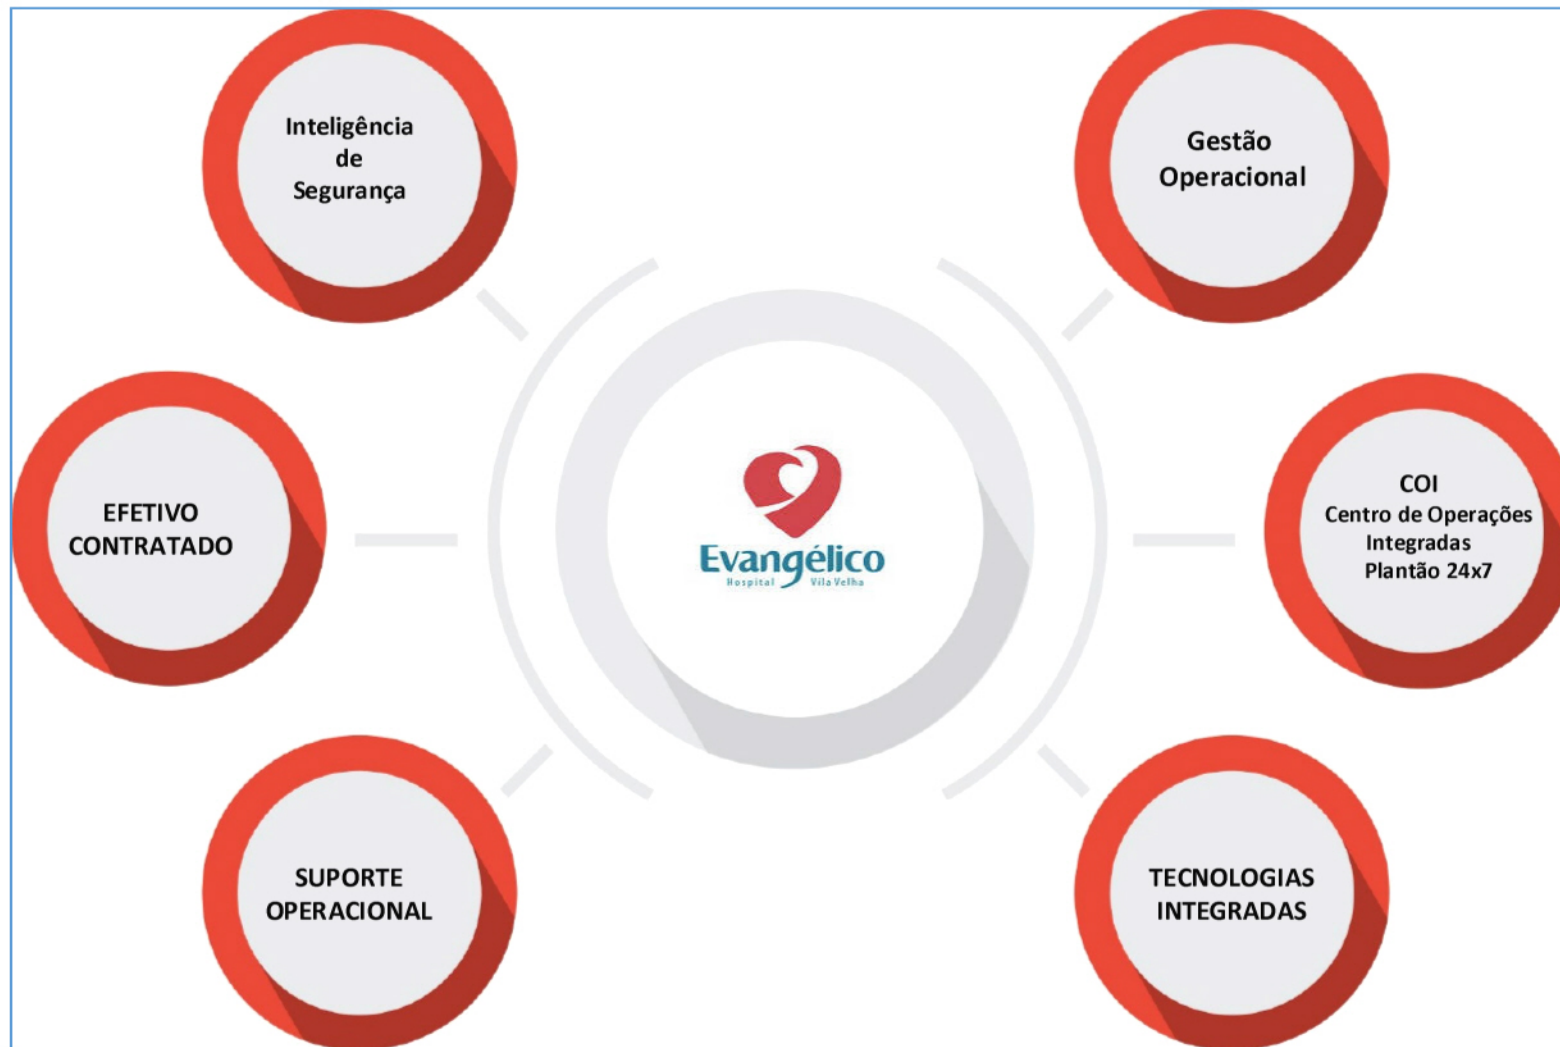 Inteligência
de
Segurança
Gestão
Operacional
EFETIVO
CONTRATADO
Evangélico
Hospital Vila Velha
COI
Centro de Operações
Integradas
Plantão 24x7
SUPORTE
OPERACIONAL
TECNOLOGIAS
INTEGRADAS